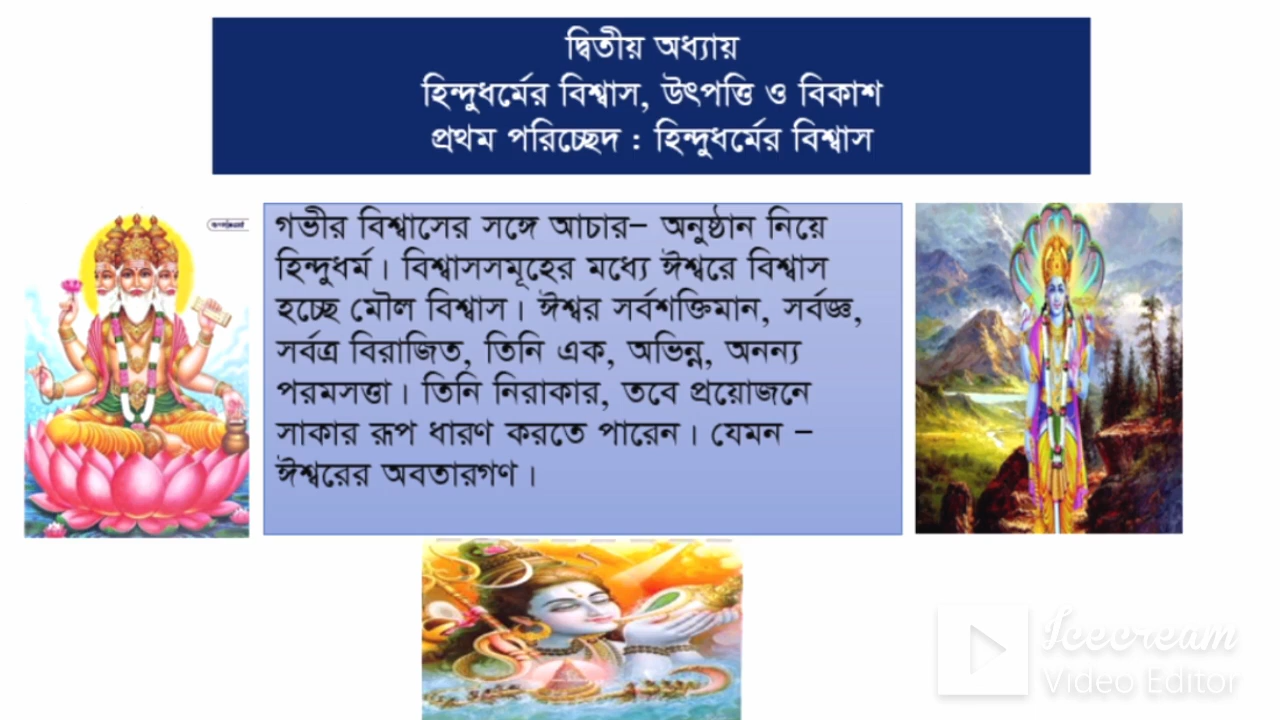 দ্বিতীয় অধ্যায়
হিন্দুধর্মের বিশ্বাস, উৎপত্তি ও বিকাশ
প্রথম পরিচ্ছেদ : হিন্দুধর্মের বিশ্বাস
গভীর বিশ্বাসের সঙ্গে আচার– অনুষ্ঠান নিয়ে
হিন্দুধর্ম। বিশ্বাসসমূহের মধ্যে ঈশ্বরে বিশ্বাস
হচ্ছে মৌল বিশ্বাস। ঈশ্বর সর্বশক্তিমান, সর্বজ্ঞ,
সর্বত্র বিরাজিত, তিনি এক, অভিন্ন, অনন্য
পরমসত্তা। তিনি নিরাকার, তবে প্রয়োজনে
সাকার রূপ ধারণ করতে পারেন। যেমন –
ঈশ্বরের অবতারগণ।
Icecream
Video Editor